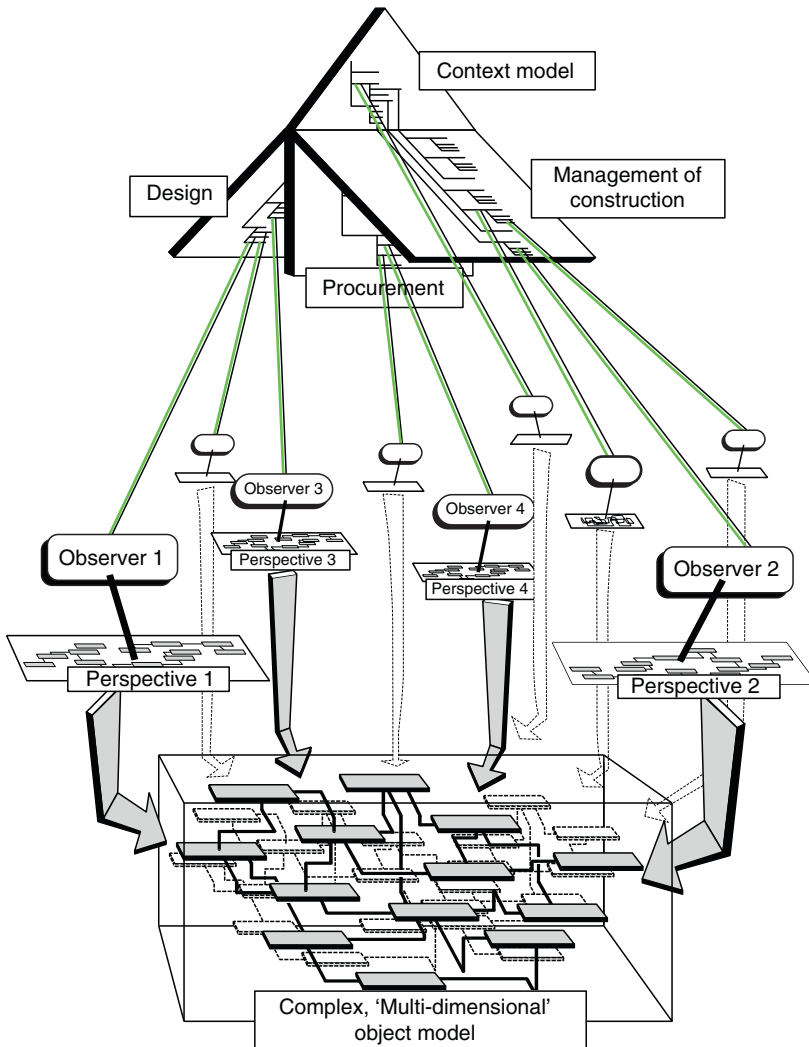 Context model
Design
Management of
construction
Procurement
Observer 3
Observer 4
Observer 1
Perspective 3
Observer 2
Perspective 4
Perspective 1
Perspective 2
Complex, ‘Multi-dimensional’
object model